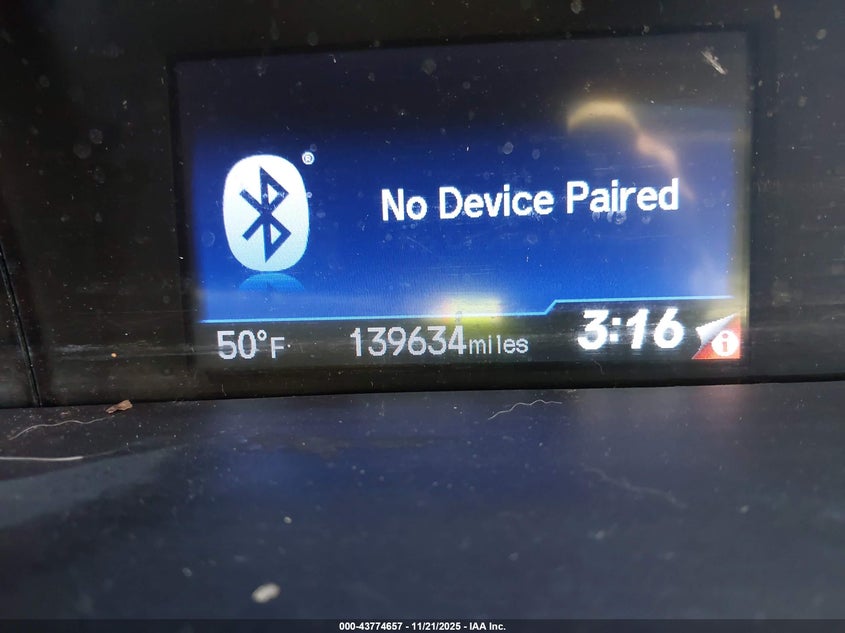 ®
No Device Paired
50°F 139634miles 3:16 i
000-43774657 - 11/21/2025 - IAA Inc.